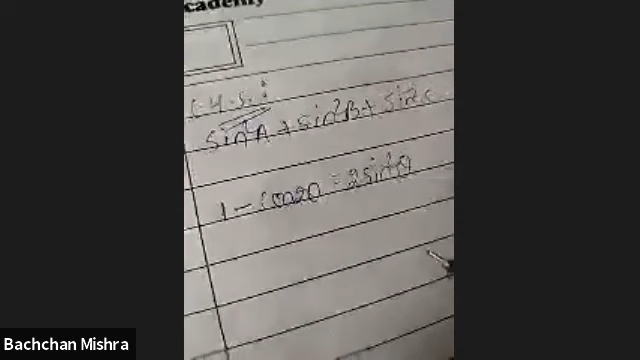 cademy
L.H.S.:
sin²A + sin²B + sin²C
1 - cos2θ = 2sin²θ
Bachchan Mishra